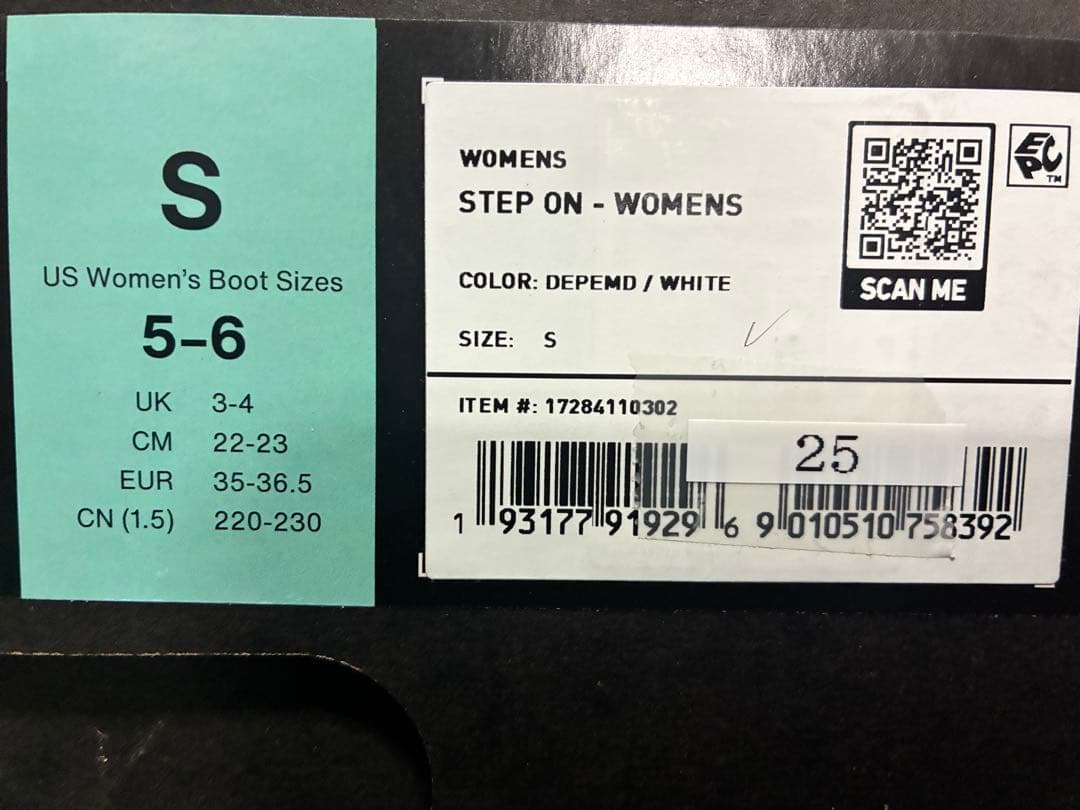 S
US Women's Boot Sizes
5–6
UK 3-4
CM 22-23
EUR 35-36.5
CN (1.5) 220-230
WOMENS
STEP ON - WOMENS
COLOR: DEPEMD / WHITE
SIZE: S
ITEM #: 17284110302
25
1 93177 91929 6 9 010510 758392
SCAN ME
EPC TM